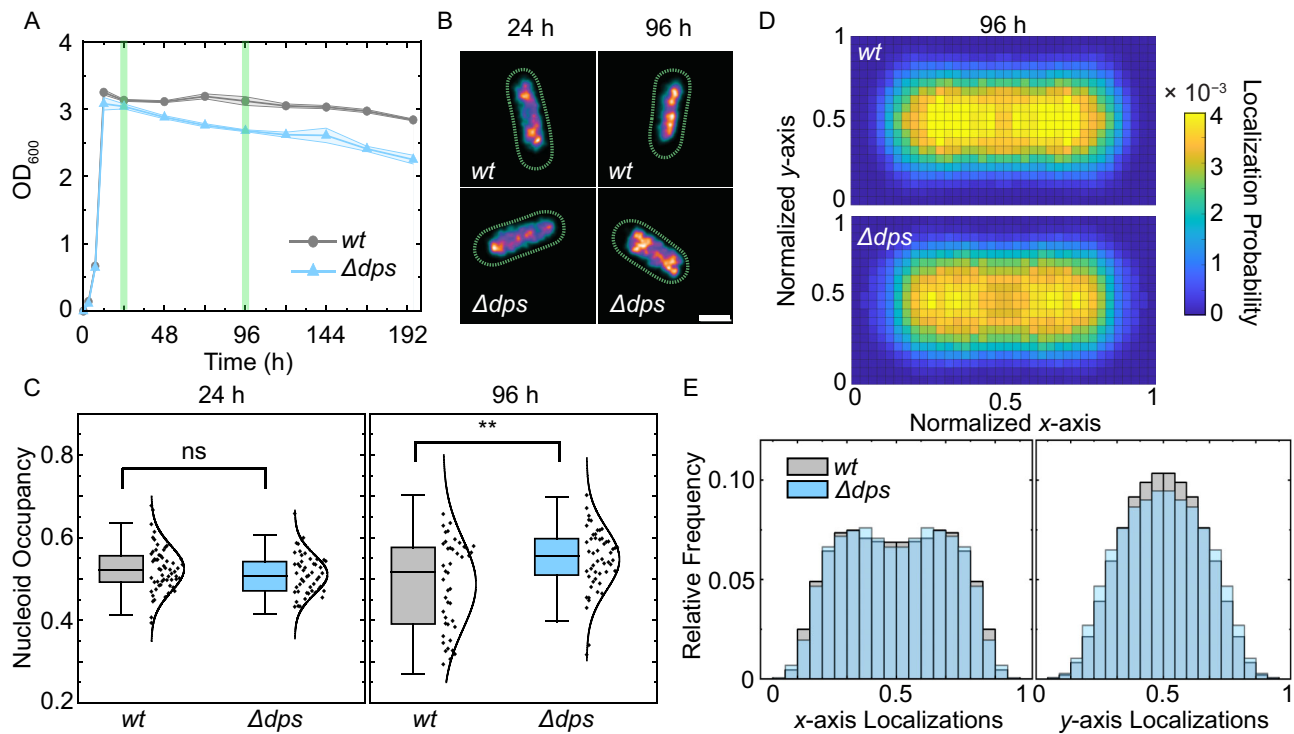 A
OD600
4
3
2
1
0
0
48
96
144
192
Time (h)
wt
Δdps
B
24 h
96 h
wt
wt
Δdps
Δdps
D
96 h
wt
Δdps
1
0.5
0
1
0.5
0
Normalized y-axis
0
0.5
1
Normalized x-axis
× 10⁻³
4
3
2
1
0
Localization Probability
C
24 h
96 h
ns
**
Nucleoid Occupancy
0.8
0.6
0.4
0.2
wt
Δdps
wt
Δdps
E
wt
Δdps
Relative Frequency
0.10
0.05
0
0
0.5
1
0
0.5
1
x-axis Localizations
y-axis Localizations